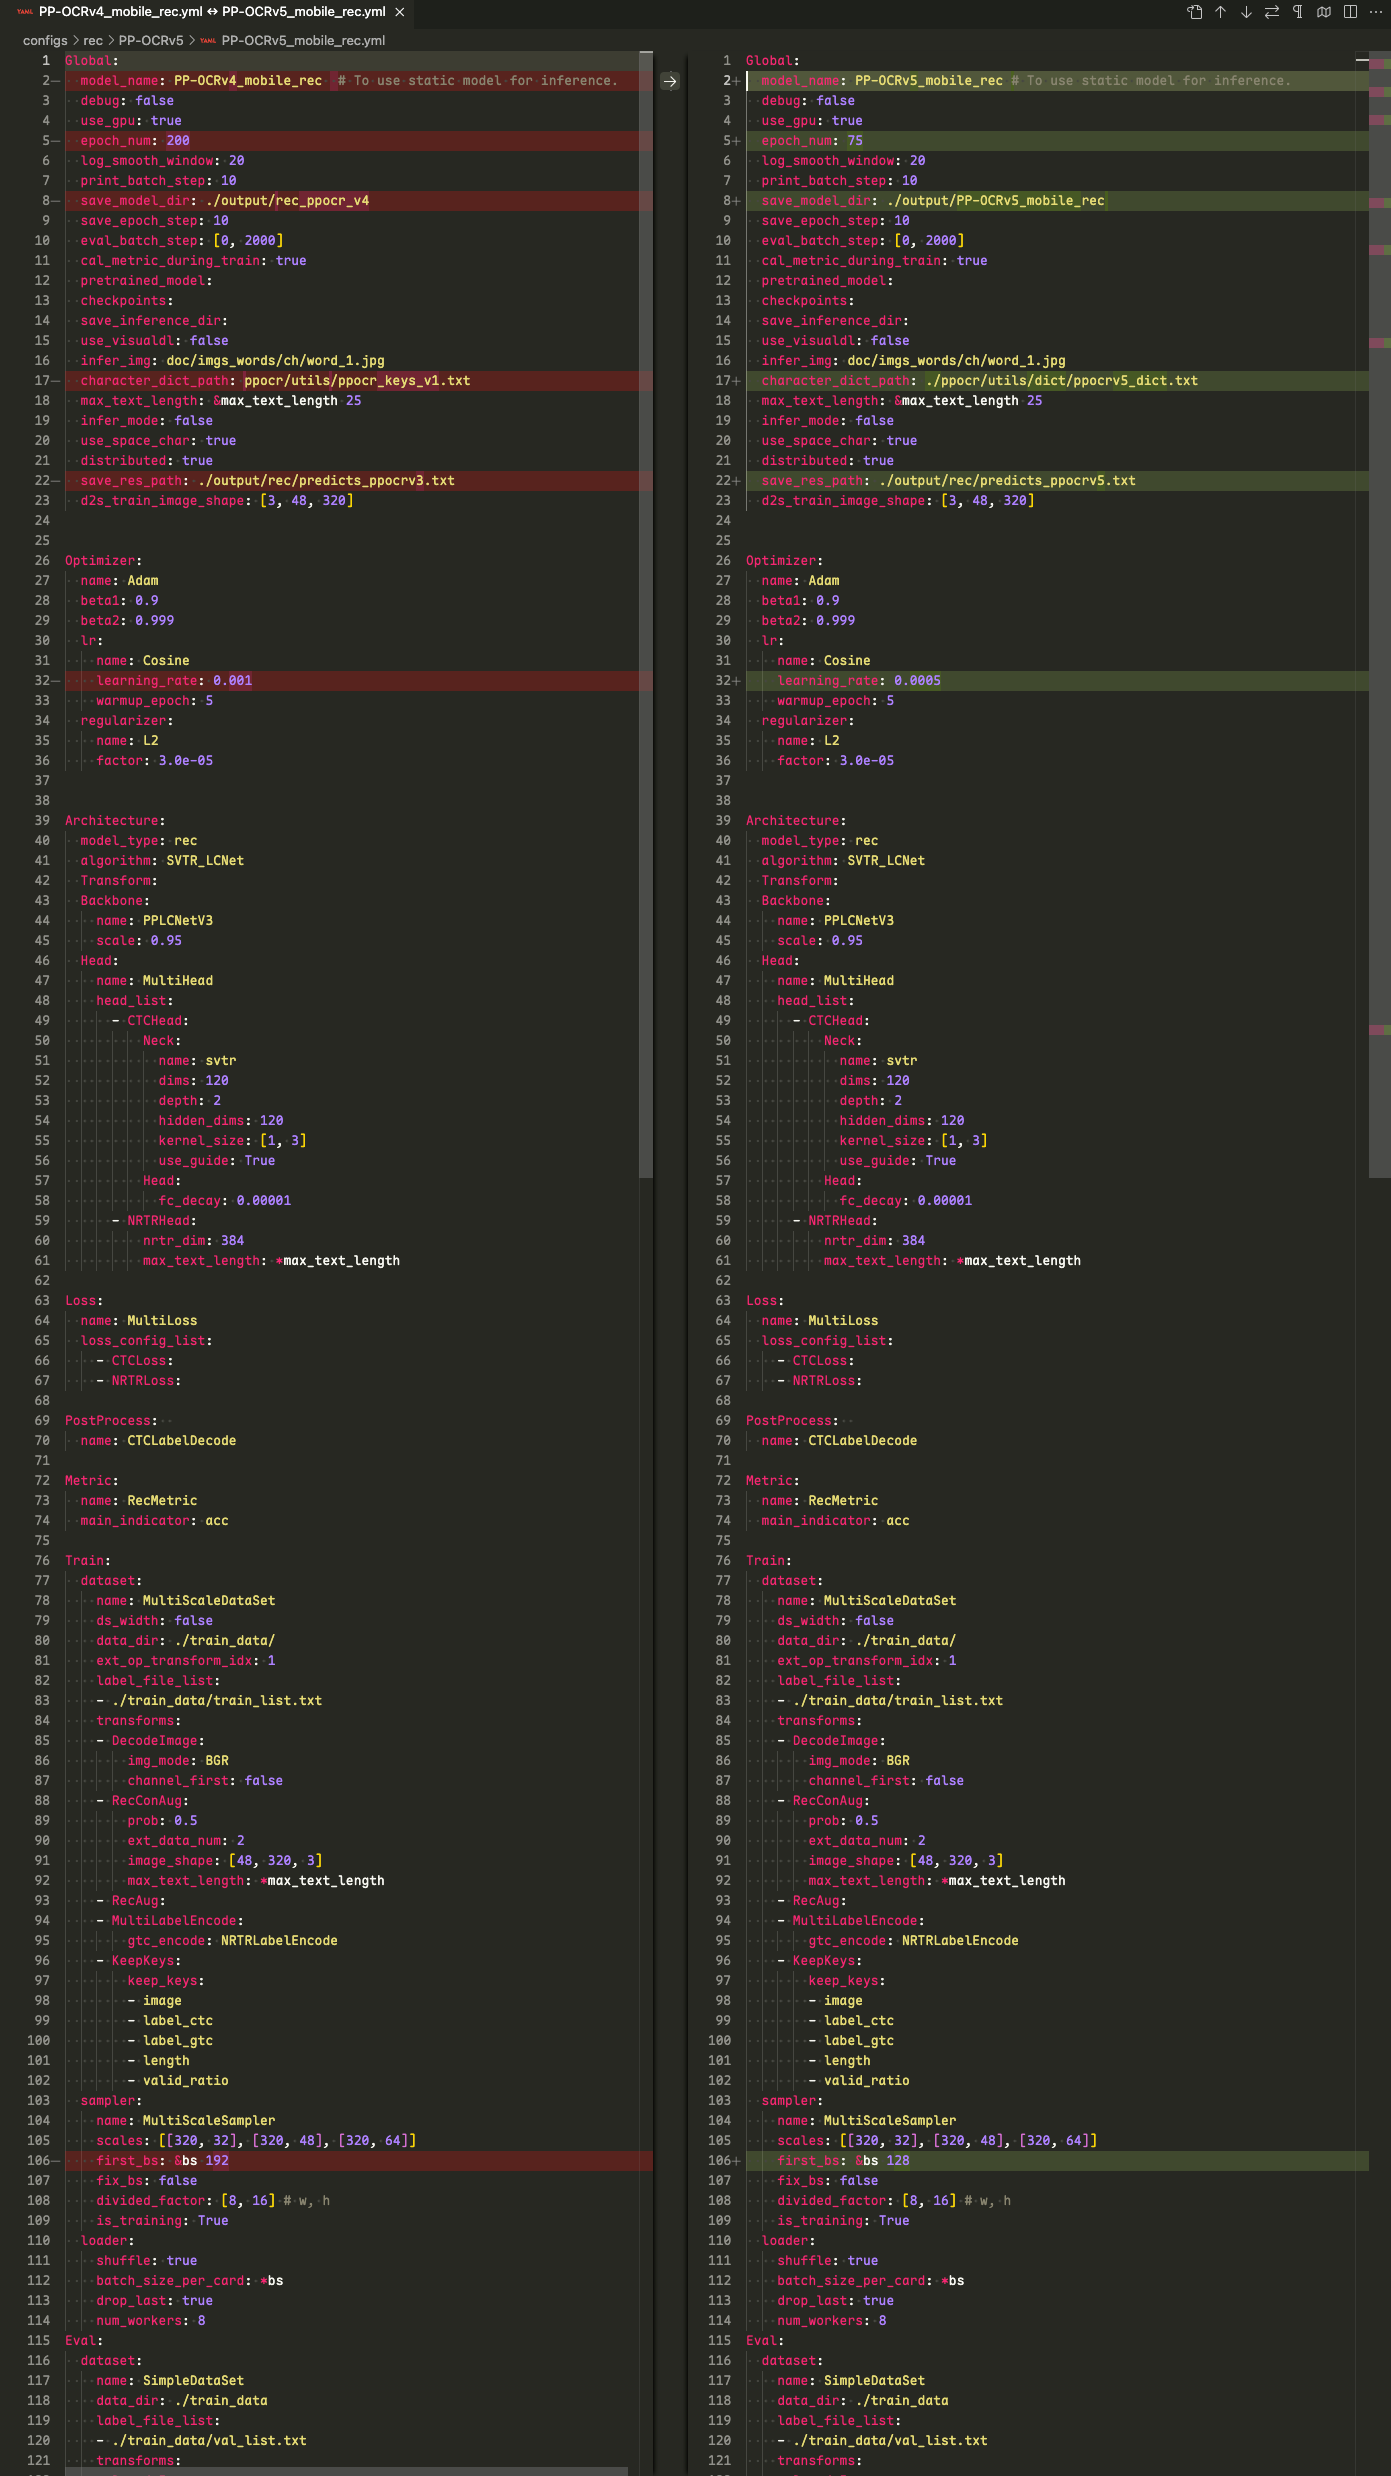 YAML PP-OCRv4_mobile_rec.yml ↔ PP-OCRv5_mobile_rec.yml ×
configs > rec > PP-OCRv5 > YAML PP-OCRv5_mobile_rec.yml
1 Global:
2- model_name: PP-OCRv4_mobile_rec # To use static model for inference.
3 debug: false
4 use_gpu: true
5- epoch_num: 200
6 log_smooth_window: 20
7 print_batch_step: 10
8- save_model_dir: ./output/rec_ppocr_v4
9 save_epoch_step: 10
10 eval_batch_step: [0, 2000]
11 cal_metric_during_train: true
12 pretrained_model:
13 checkpoints:
14 save_inference_dir:
15 use_visualdl: false
16 infer_img: doc/imgs_words/ch/word_1.jpg
17- character_dict_path: ppocr/utils/ppocr_keys_v1.txt
18 max_text_length: &max_text_length 25
19 infer_mode: false
20 use_space_char: true
21 distributed: true
22- save_res_path: ./output/rec/predicts_ppocrv3.txt
23 d2s_train_image_shape: [3, 48, 320]
24
25
26 Optimizer:
27 name: Adam
28 beta1: 0.9
29 beta2: 0.999
30 lr:
31 name: Cosine
32- learning_rate: 0.001
33 warmup_epoch: 5
34 regularizer:
35 name: L2
36 factor: 3.0e-05
37
38
39 Architecture:
40 model_type: rec
41 algorithm: SVTR_LCNet
42 Transform:
43 Backbone:
44 name: PPLCNetV3
45 scale: 0.95
46 Head:
47 name: MultiHead
48 head_list:
49 - CTCHead:
50 Neck:
51 name: svtr
52 dims: 120
53 depth: 2
54 hidden_dims: 120
55 kernel_size: [1, 3]
56 use_guide: True
57 Head:
58 fc_decay: 0.00001
59 - NRTRHead:
60 nrtr_dim: 384
61 max_text_length: *max_text_length
62
63 Loss:
64 name: MultiLoss
65 loss_config_list:
66 - CTCLoss:
67 - NRTRLoss:
68
69 PostProcess:
70 name: CTCLabelDecode
71
72 Metric:
73 name: RecMetric
74 main_indicator: acc
75
76 Train:
77 dataset:
78 name: MultiScaleDataSet
79 ds_width: false
80 data_dir: ./train_data/
81 ext_op_transform_idx: 1
82 label_file_list:
83 - ./train_data/train_list.txt
84 transforms:
85 - DecodeImage:
86 img_mode: BGR
87 channel_first: false
88 - RecConAug:
89 prob: 0.5
90 ext_data_num: 2
91 image_shape: [48, 320, 3]
92 max_text_length: *max_text_length
93 - RecAug:
94 - MultiLabelEncode:
95 gtc_encode: NRTRLabelEncode
96 - KeepKeys:
97 keep_keys:
98 - image
99 - label_ctc
100 - label_gtc
101 - length
102 - valid_ratio
103 sampler:
104 name: MultiScaleSampler
105 scales: [[320, 32], [320, 48], [320, 64]]
106- first_bs: &bs 192
107 fix_bs: false
108 divided_factor: [8, 16] # w, h
109 is_training: True
110 loader:
111 shuffle: true
112 batch_size_per_card: *bs
113 drop_last: true
114 num_workers: 8
115 Eval:
116 dataset:
117 name: SimpleDataSet
118 data_dir: ./train_data
119 label_file_list:
120 - ./train_data/val_list.txt
121 transforms:
1 Global:
2+ model_name: PP-OCRv5_mobile_rec # To use static model for inference.
3 debug: false
4 use_gpu: true
5+ epoch_num: 75
6 log_smooth_window: 20
7 print_batch_step: 10
8+ save_model_dir: ./output/PP-OCRv5_mobile_rec
9 save_epoch_step: 10
10 eval_batch_step: [0, 2000]
11 cal_metric_during_train: true
12 pretrained_model:
13 checkpoints:
14 save_inference_dir:
15 use_visualdl: false
16 infer_img: doc/imgs_words/ch/word_1.jpg
17+ character_dict_path: ./ppocr/utils/dict/ppocrv5_dict.txt
18 max_text_length: &max_text_length 25
19 infer_mode: false
20 use_space_char: true
21 distributed: true
22+ save_res_path: ./output/rec/predicts_ppocrv5.txt
23 d2s_train_image_shape: [3, 48, 320]
24
25
26 Optimizer:
27 name: Adam
28 beta1: 0.9
29 beta2: 0.999
30 lr:
31 name: Cosine
32+ learning_rate: 0.0005
33 warmup_epoch: 5
34 regularizer:
35 name: L2
36 factor: 3.0e-05
37
38
39 Architecture:
40 model_type: rec
41 algorithm: SVTR_LCNet
42 Transform:
43 Backbone:
44 name: PPLCNetV3
45 scale: 0.95
46 Head:
47 name: MultiHead
48 head_list:
49 - CTCHead:
50 Neck:
51 name: svtr
52 dims: 120
53 depth: 2
54 hidden_dims: 120
55 kernel_size: [1, 3]
56 use_guide: True
57 Head:
58 fc_decay: 0.00001
59 - NRTRHead:
60 nrtr_dim: 384
61 max_text_length: *max_text_length
62
63 Loss:
64 name: MultiLoss
65 loss_config_list:
66 - CTCLoss:
67 - NRTRLoss:
68
69 PostProcess:
70 name: CTCLabelDecode
71
72 Metric:
73 name: RecMetric
74 main_indicator: acc
75
76 Train:
77 dataset:
78 name: MultiScaleDataSet
79 ds_width: false
80 data_dir: ./train_data/
81 ext_op_transform_idx: 1
82 label_file_list:
83 - ./train_data/train_list.txt
84 transforms:
85 - DecodeImage:
86 img_mode: BGR
87 channel_first: false
88 - RecConAug:
89 prob: 0.5
90 ext_data_num: 2
91 image_shape: [48, 320, 3]
92 max_text_length: *max_text_length
93 - RecAug:
94 - MultiLabelEncode:
95 gtc_encode: NRTRLabelEncode
96 - KeepKeys:
97 keep_keys:
98 - image
99 - label_ctc
100 - label_gtc
101 - length
102 - valid_ratio
103 sampler:
104 name: MultiScaleSampler
105 scales: [[320, 32], [320, 48], [320, 64]]
106+ first_bs: &bs 128
107 fix_bs: false
108 divided_factor: [8, 16] # w, h
109 is_training: True
110 loader:
111 shuffle: true
112 batch_size_per_card: *bs
113 drop_last: true
114 num_workers: 8
115 Eval:
116 dataset:
117 name: SimpleDataSet
118 data_dir: ./train_data
119 label_file_list:
120 - ./train_data/val_list.txt
121 transforms: